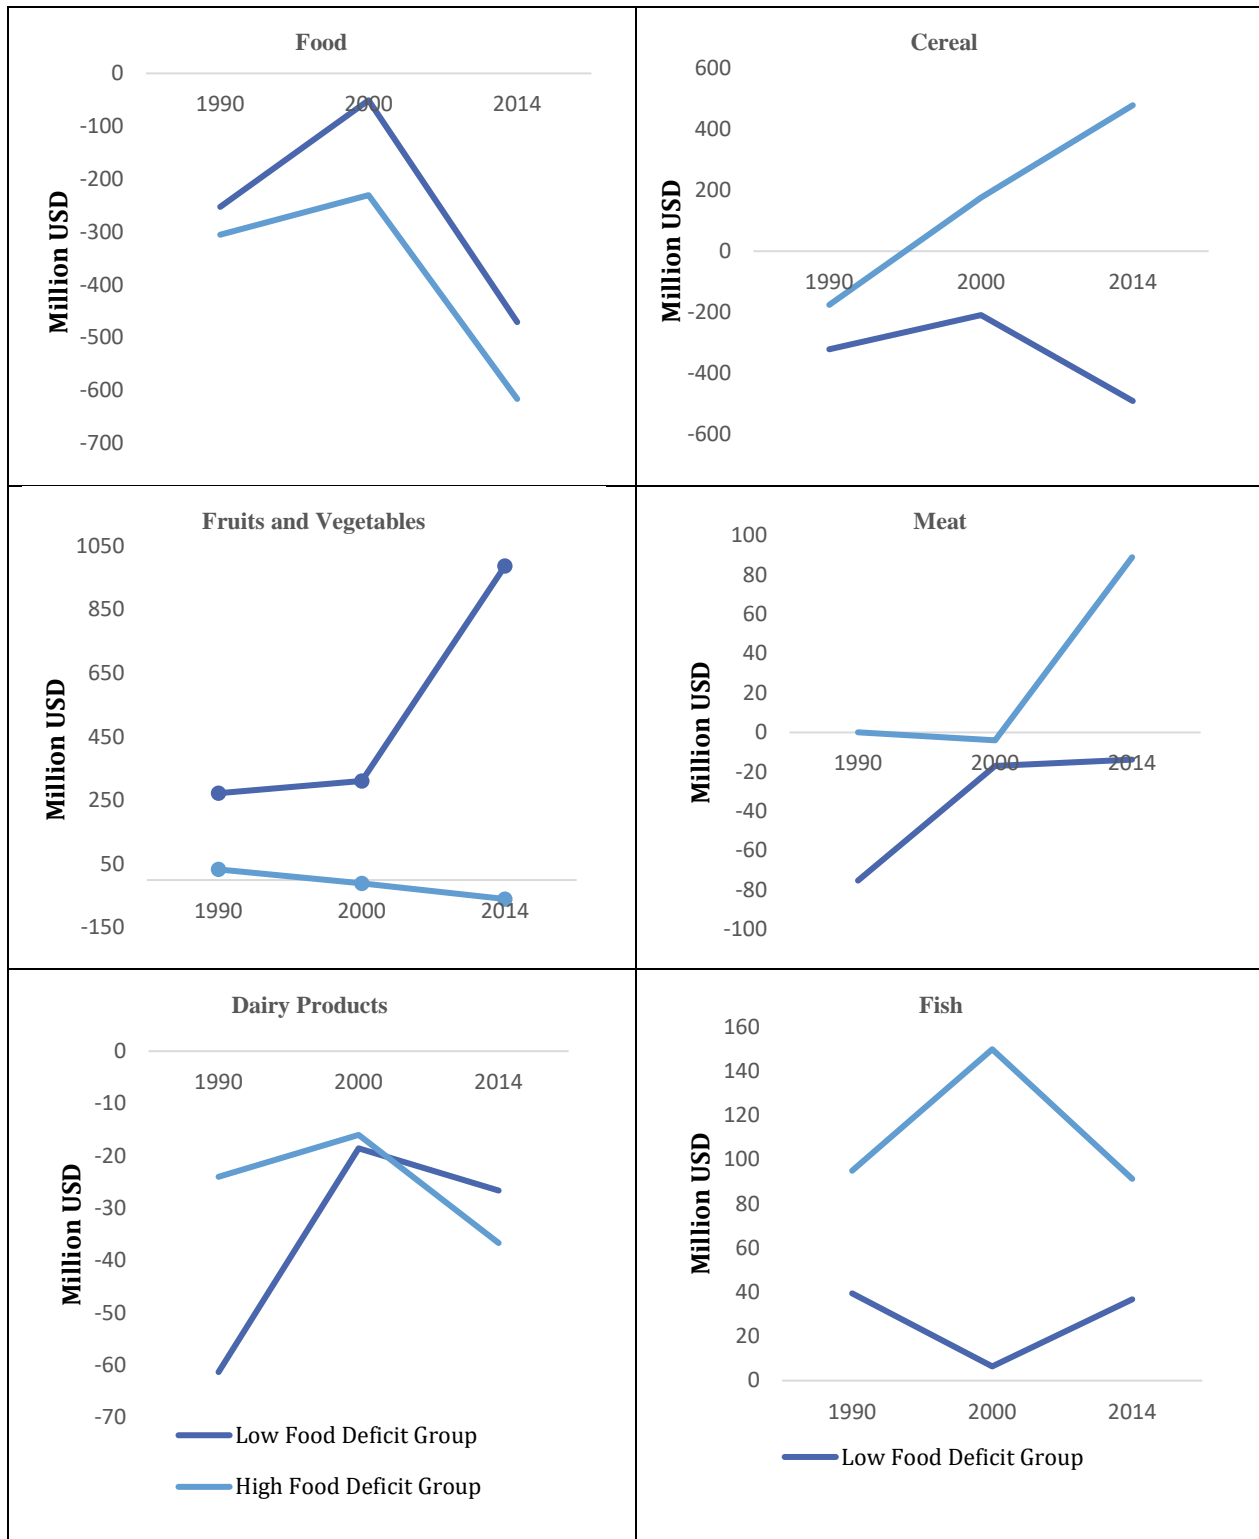 Food
0
-100
-200
-300
-400
-500
-600
-700
Million USD
1990 2000 2014
Cereal
600
400
200
0
-200
-400
-600
Million USD
1990 2000 2014
Fruits and Vegetables
1050
850
650
450
250
50
-150
Million USD
1990 2000 2014
Meat
100
80
60
40
20
0
-20
-40
-60
-80
-100
Million USD
1990 2000 2014
Dairy Products
0
-10
-20
-30
-40
-50
-60
-70
Million USD
1990 2000 2014
Low Food Deficit Group
High Food Deficit Group
Fish
160
140
120
100
80
60
40
20
0
Million USD
1990 2000 2014
Low Food Deficit Group